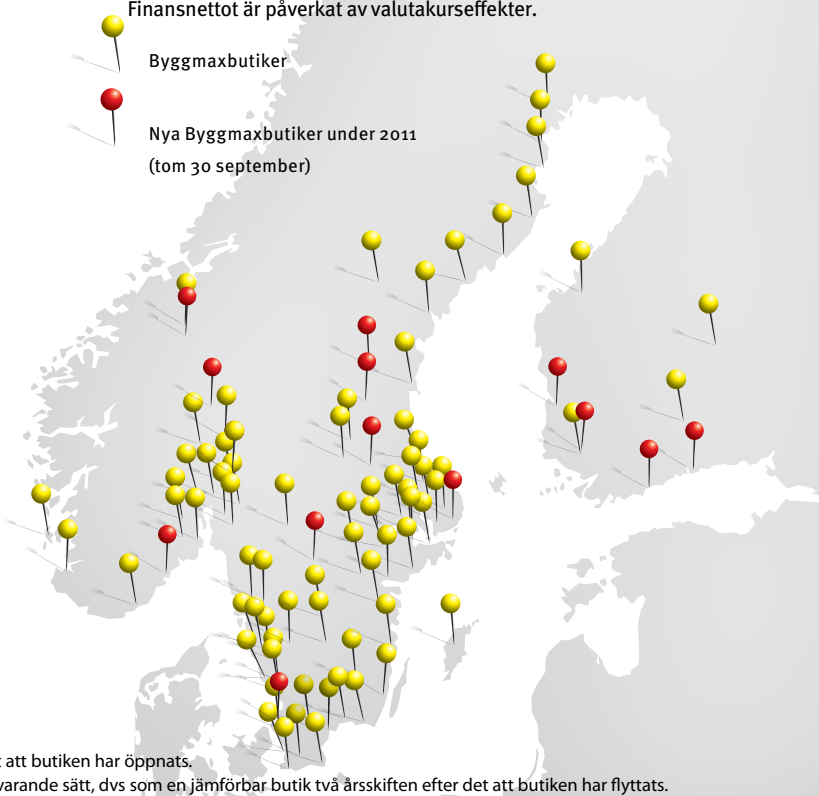 Finansnettot är påverkat av valutakurseffekter.
Byggmaxbutiker
Nya Byggmaxbutiker under 2011
(tom 30 september)
att butiken har öppnats.
varande sätt, dvs som en jämförbar butik två årsskiften efter det att butiken har flyttats.